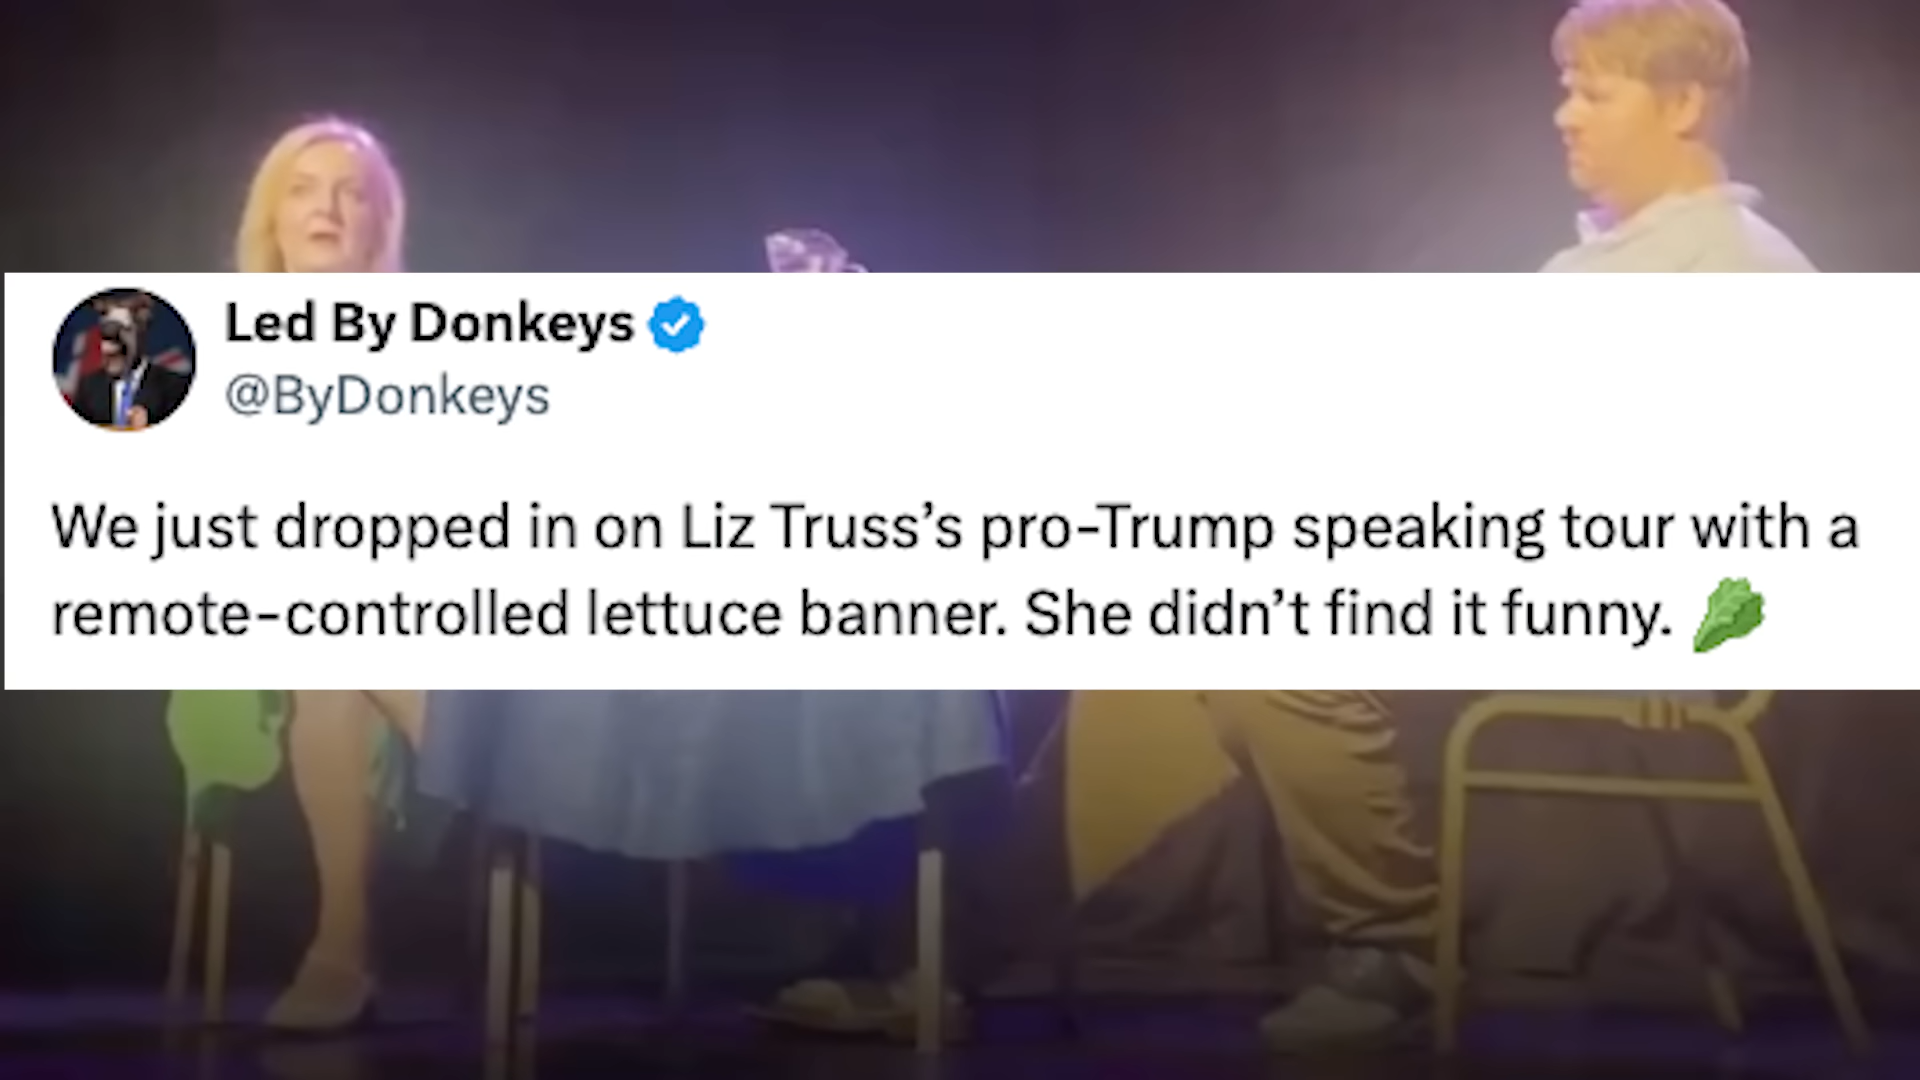 Led By Donkeys
@ByDonkeys
We just dropped in on Liz Truss’s pro-Trump speaking tour with a
remote-controlled lettuce banner. She didn’t find it funny. 🥬